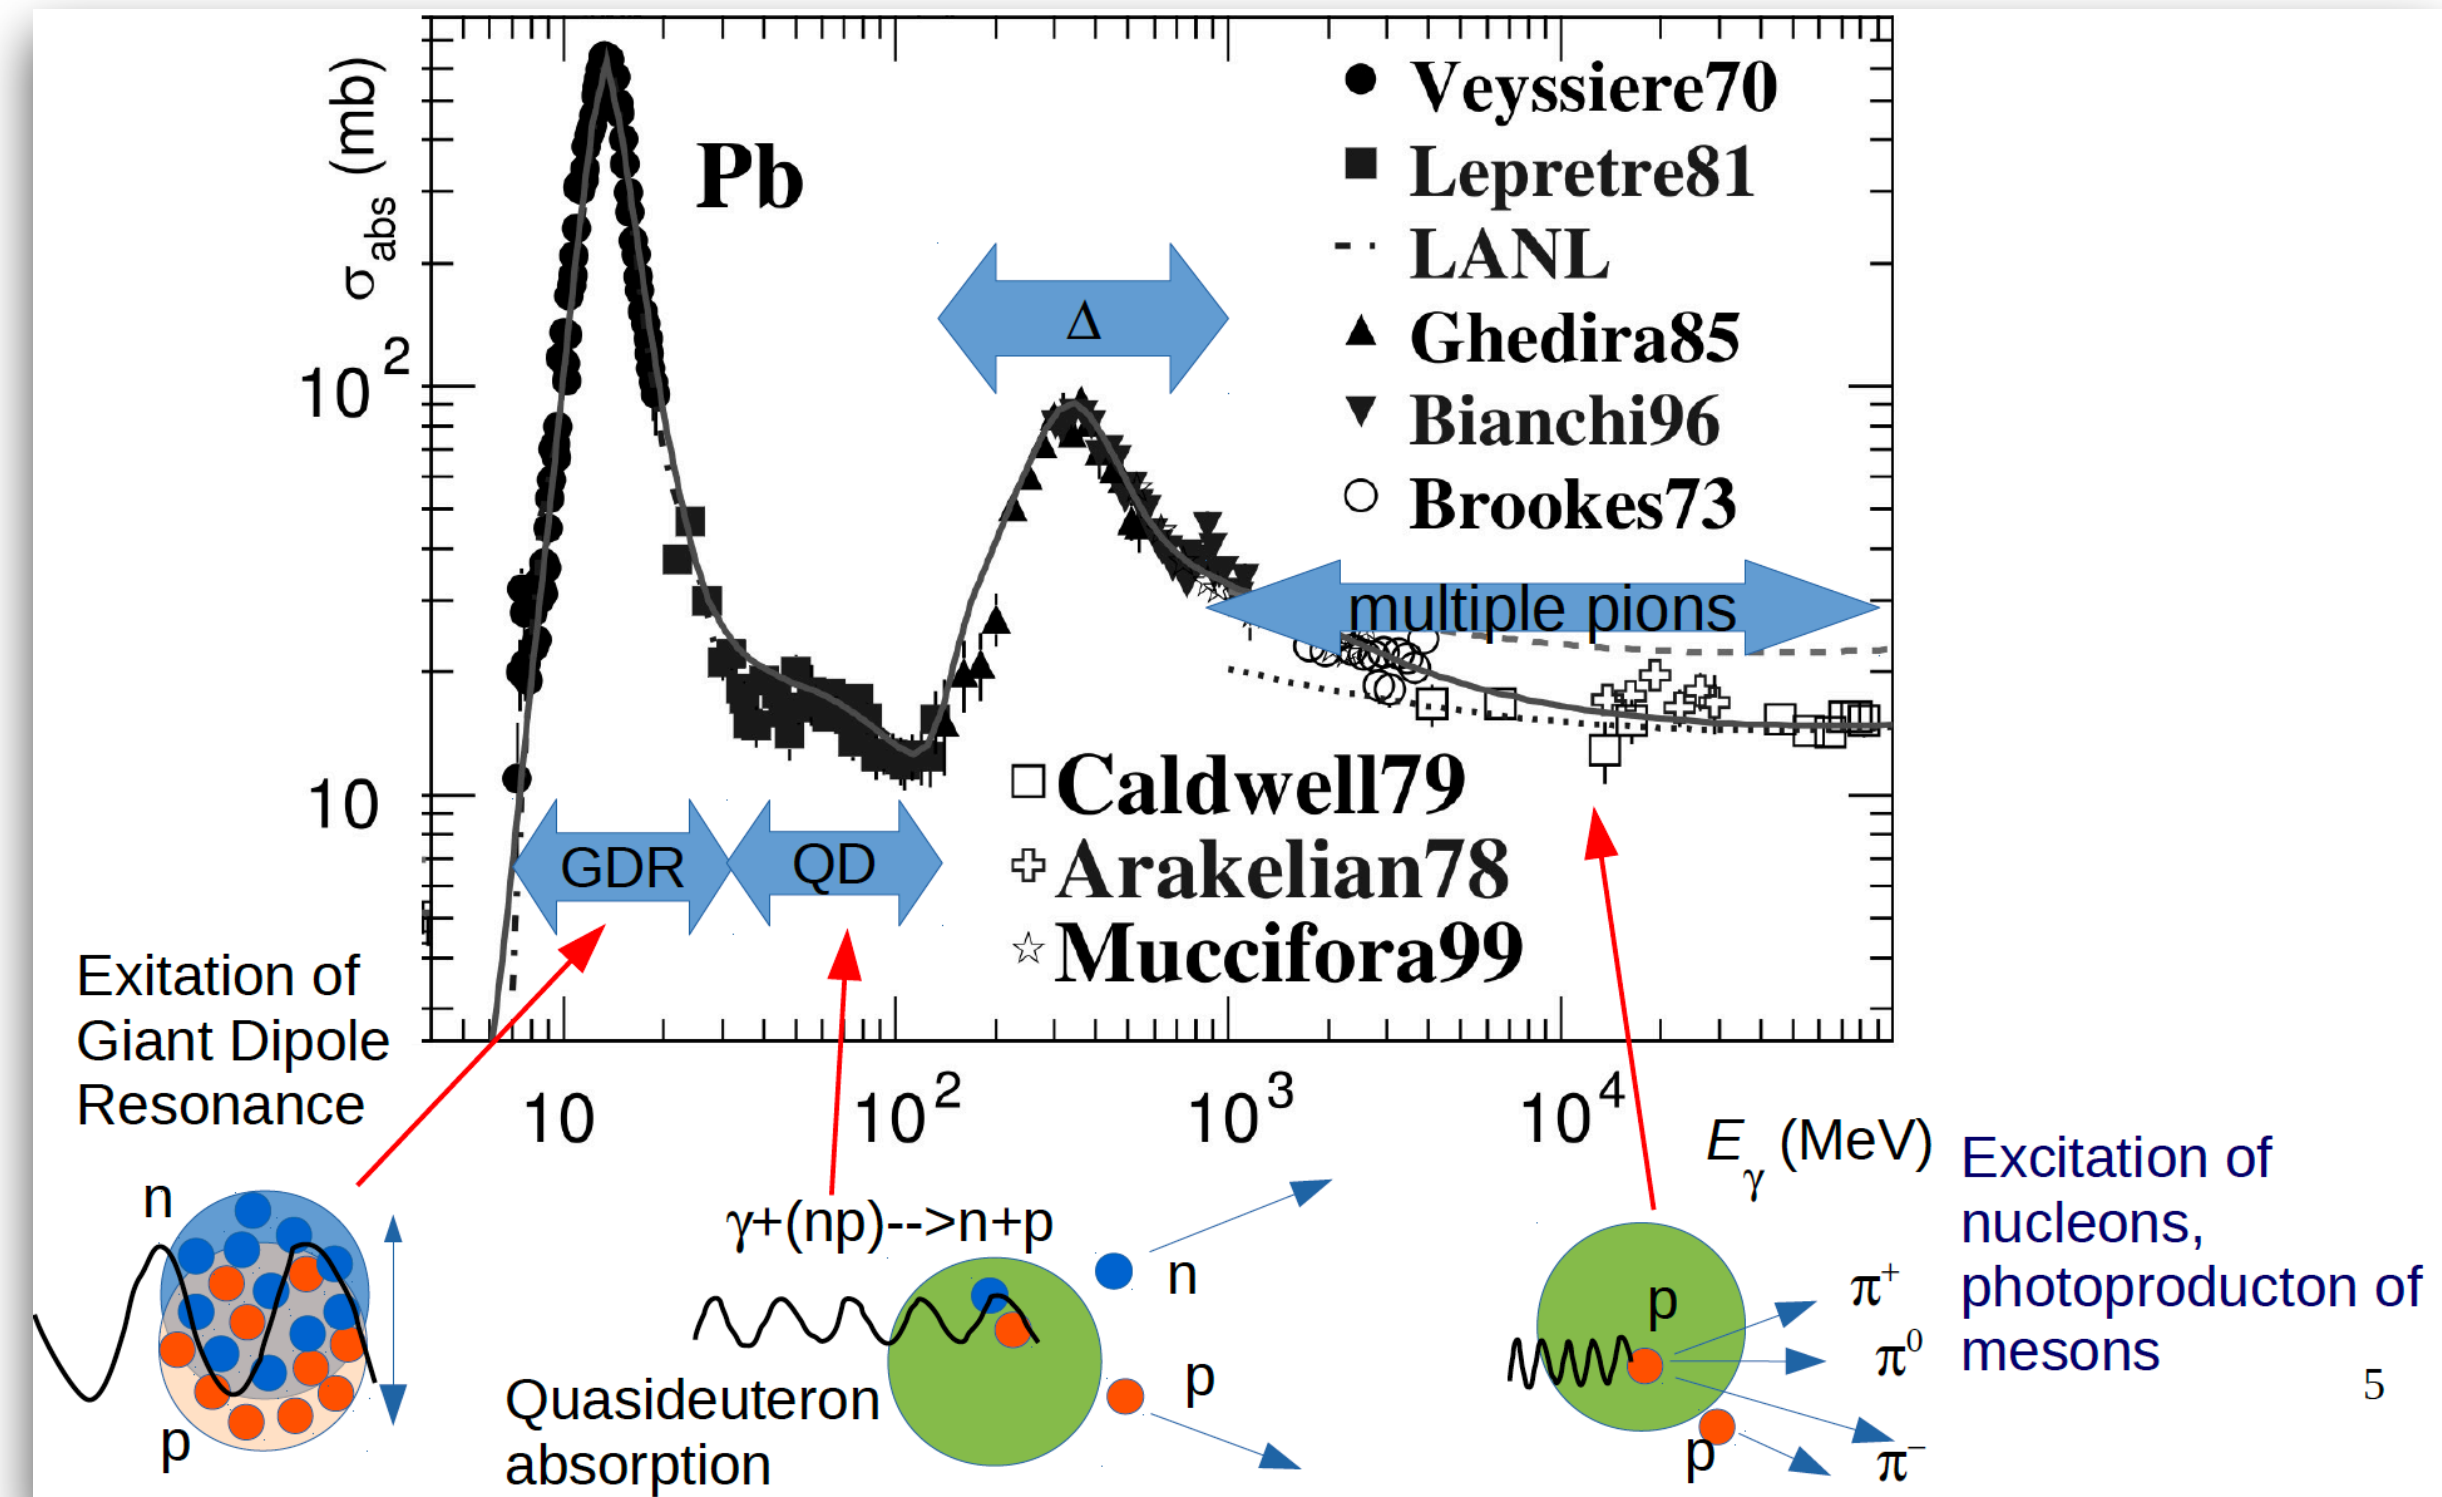 σabs (mb)
10²
10
Pb
Δ
● Veyssiere70
■ Lepretre81
LANL
▲ Ghedira85
▼ Bianchi96
○ Brookes73
multiple pions
□ Caldwell79
Arakelian78
☆ Muccifora99
GDR
QD
10
10²
10³
10⁴
Eγ (MeV)
Exitation of
Giant Dipole
Resonance
n
p
γ+(np)-->n+p
n
p
Quasideuteron
absorption
p
π⁺
π⁰
π⁻
p
Excitation of
nucleons,
photoproducton of
mesons
5